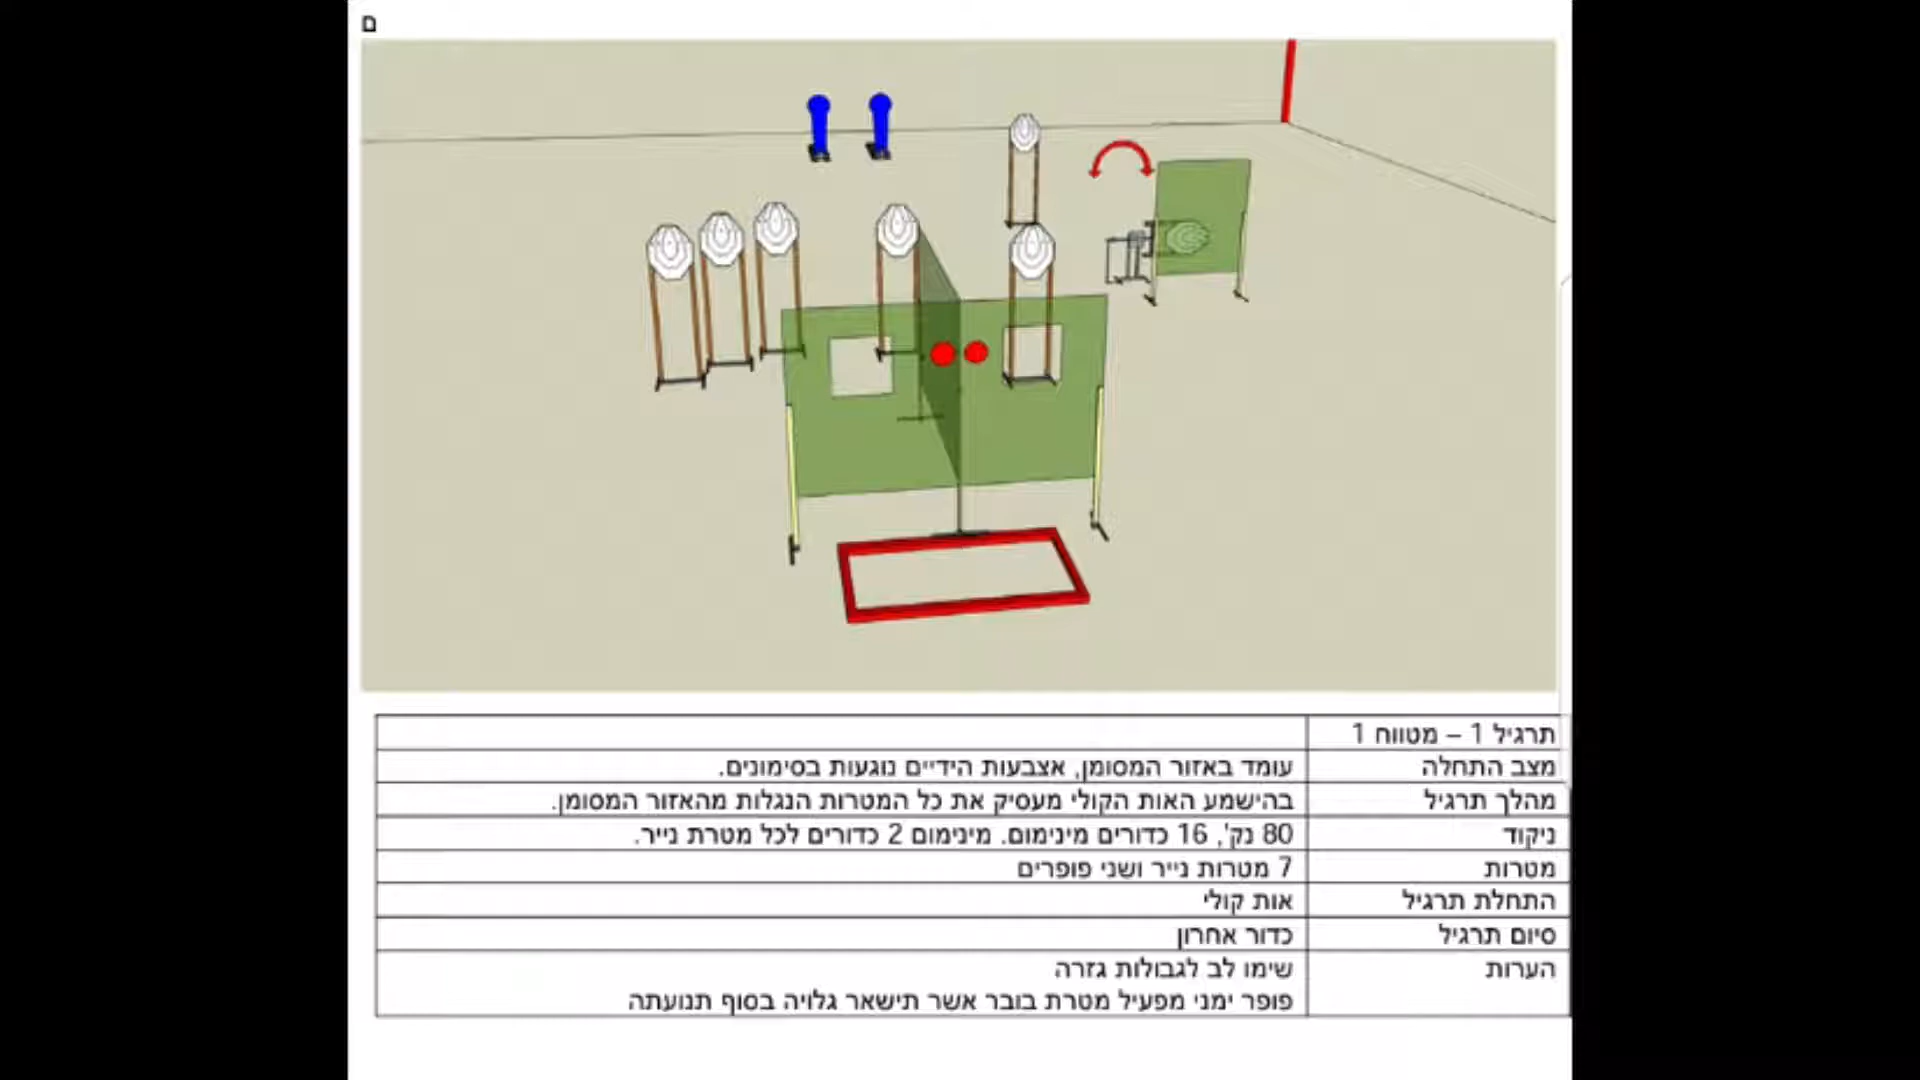 ם
תרגיל 1 – מטווח 1
מצב התחלה עומד באזור המסומן, אצבעות הידיים נוגעות בסימונים.
מהלך תרגיל בהישמע האות הקולי מעסיק את כל המטרות הנגלות מהאזור המסומן.
ניקוד 80 נק', 16 כדורים מינימום. מינימום 2 כדורים לכל מטרת נייר.
מטרות 7 מטרות נייר ושני פופרים
התחלת תרגיל אות קולי
סיום תרגיל כדור אחרון
הערות שימו לב לגבולות גזרה
פופר ימני מפעיל מטרת בובר אשר תישאר גלויה בסוף תנועתה